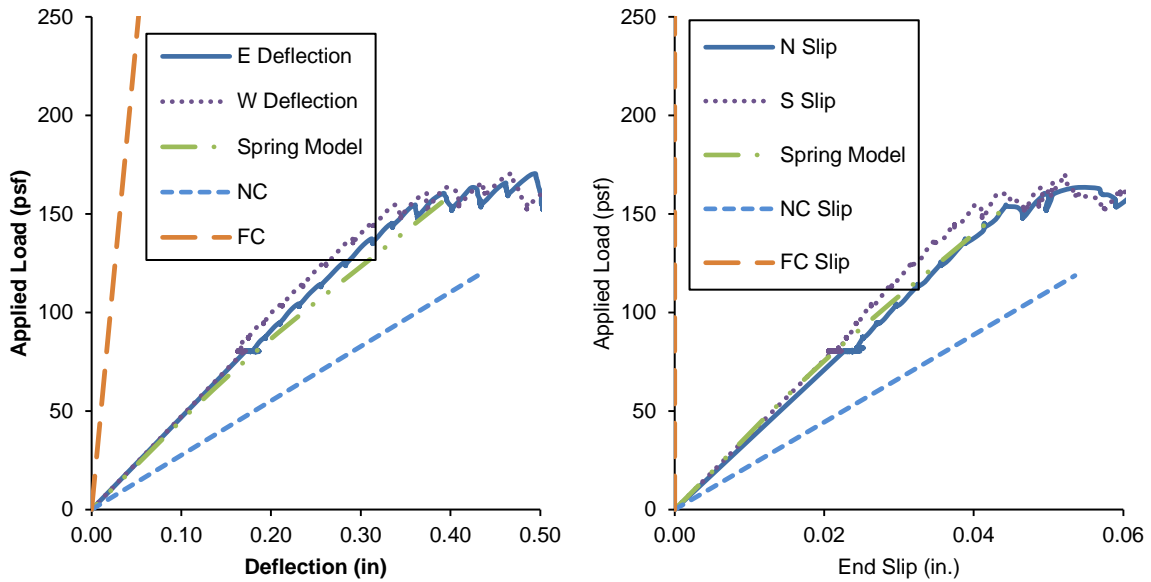 250
200
150
100
50
0
Applied Load (psf)
E Deflection
W Deflection
Spring Model
NC
FC
0.00 0.10 0.20 0.30 0.40 0.50
Deflection (in)
250
200
150
100
50
0
Applied Load (psf)
N Slip
S Slip
Spring Model
NC Slip
FC Slip
0.00 0.02 0.04 0.06
End Slip (in.)